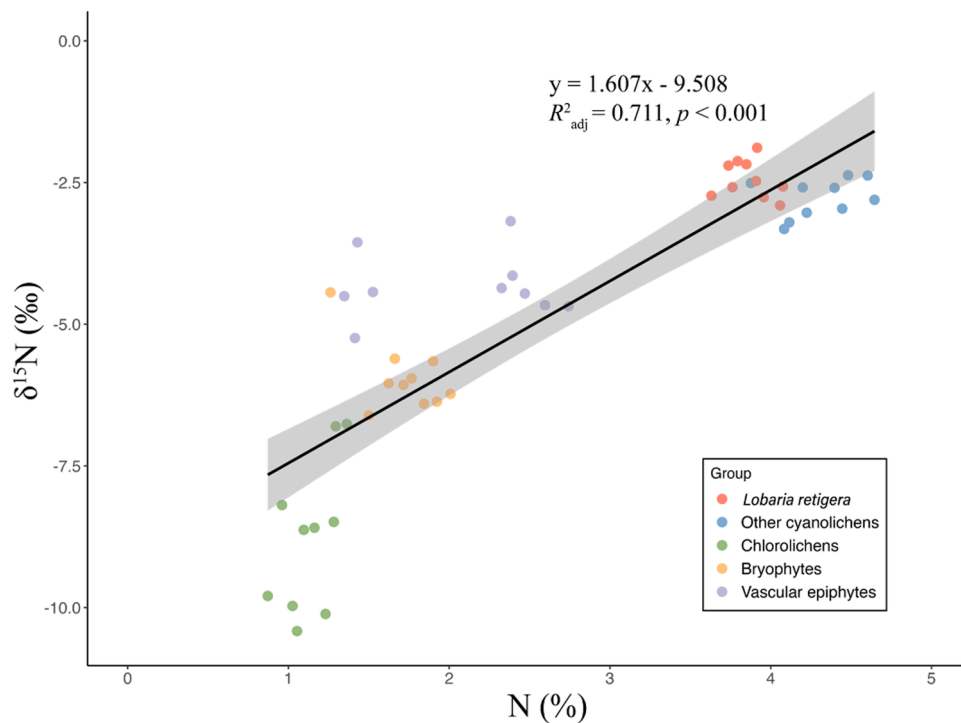 0.0
-2.5
-5.0
-7.5
-10.0
δ¹⁵N (‰)
y = 1.607x - 9.508
R²adj = 0.711, p < 0.001
Group
Lobaria retigera
Other cyanolichens
Chlorolichens
Bryophytes
Vascular epiphytes
0 1 2 3 4 5
N (%)